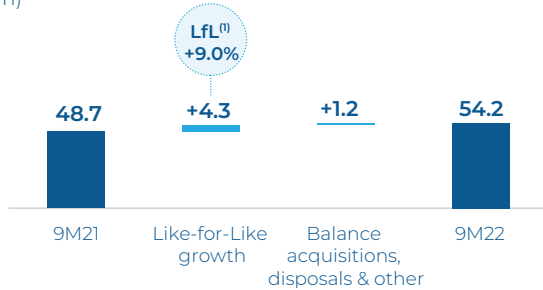 LfL(1)
+9.0%
48.7
+4.3
+1.2
54.2
9M21
Like-for-Like
growth
Balance
acquisitions,
disposals & other
9M22